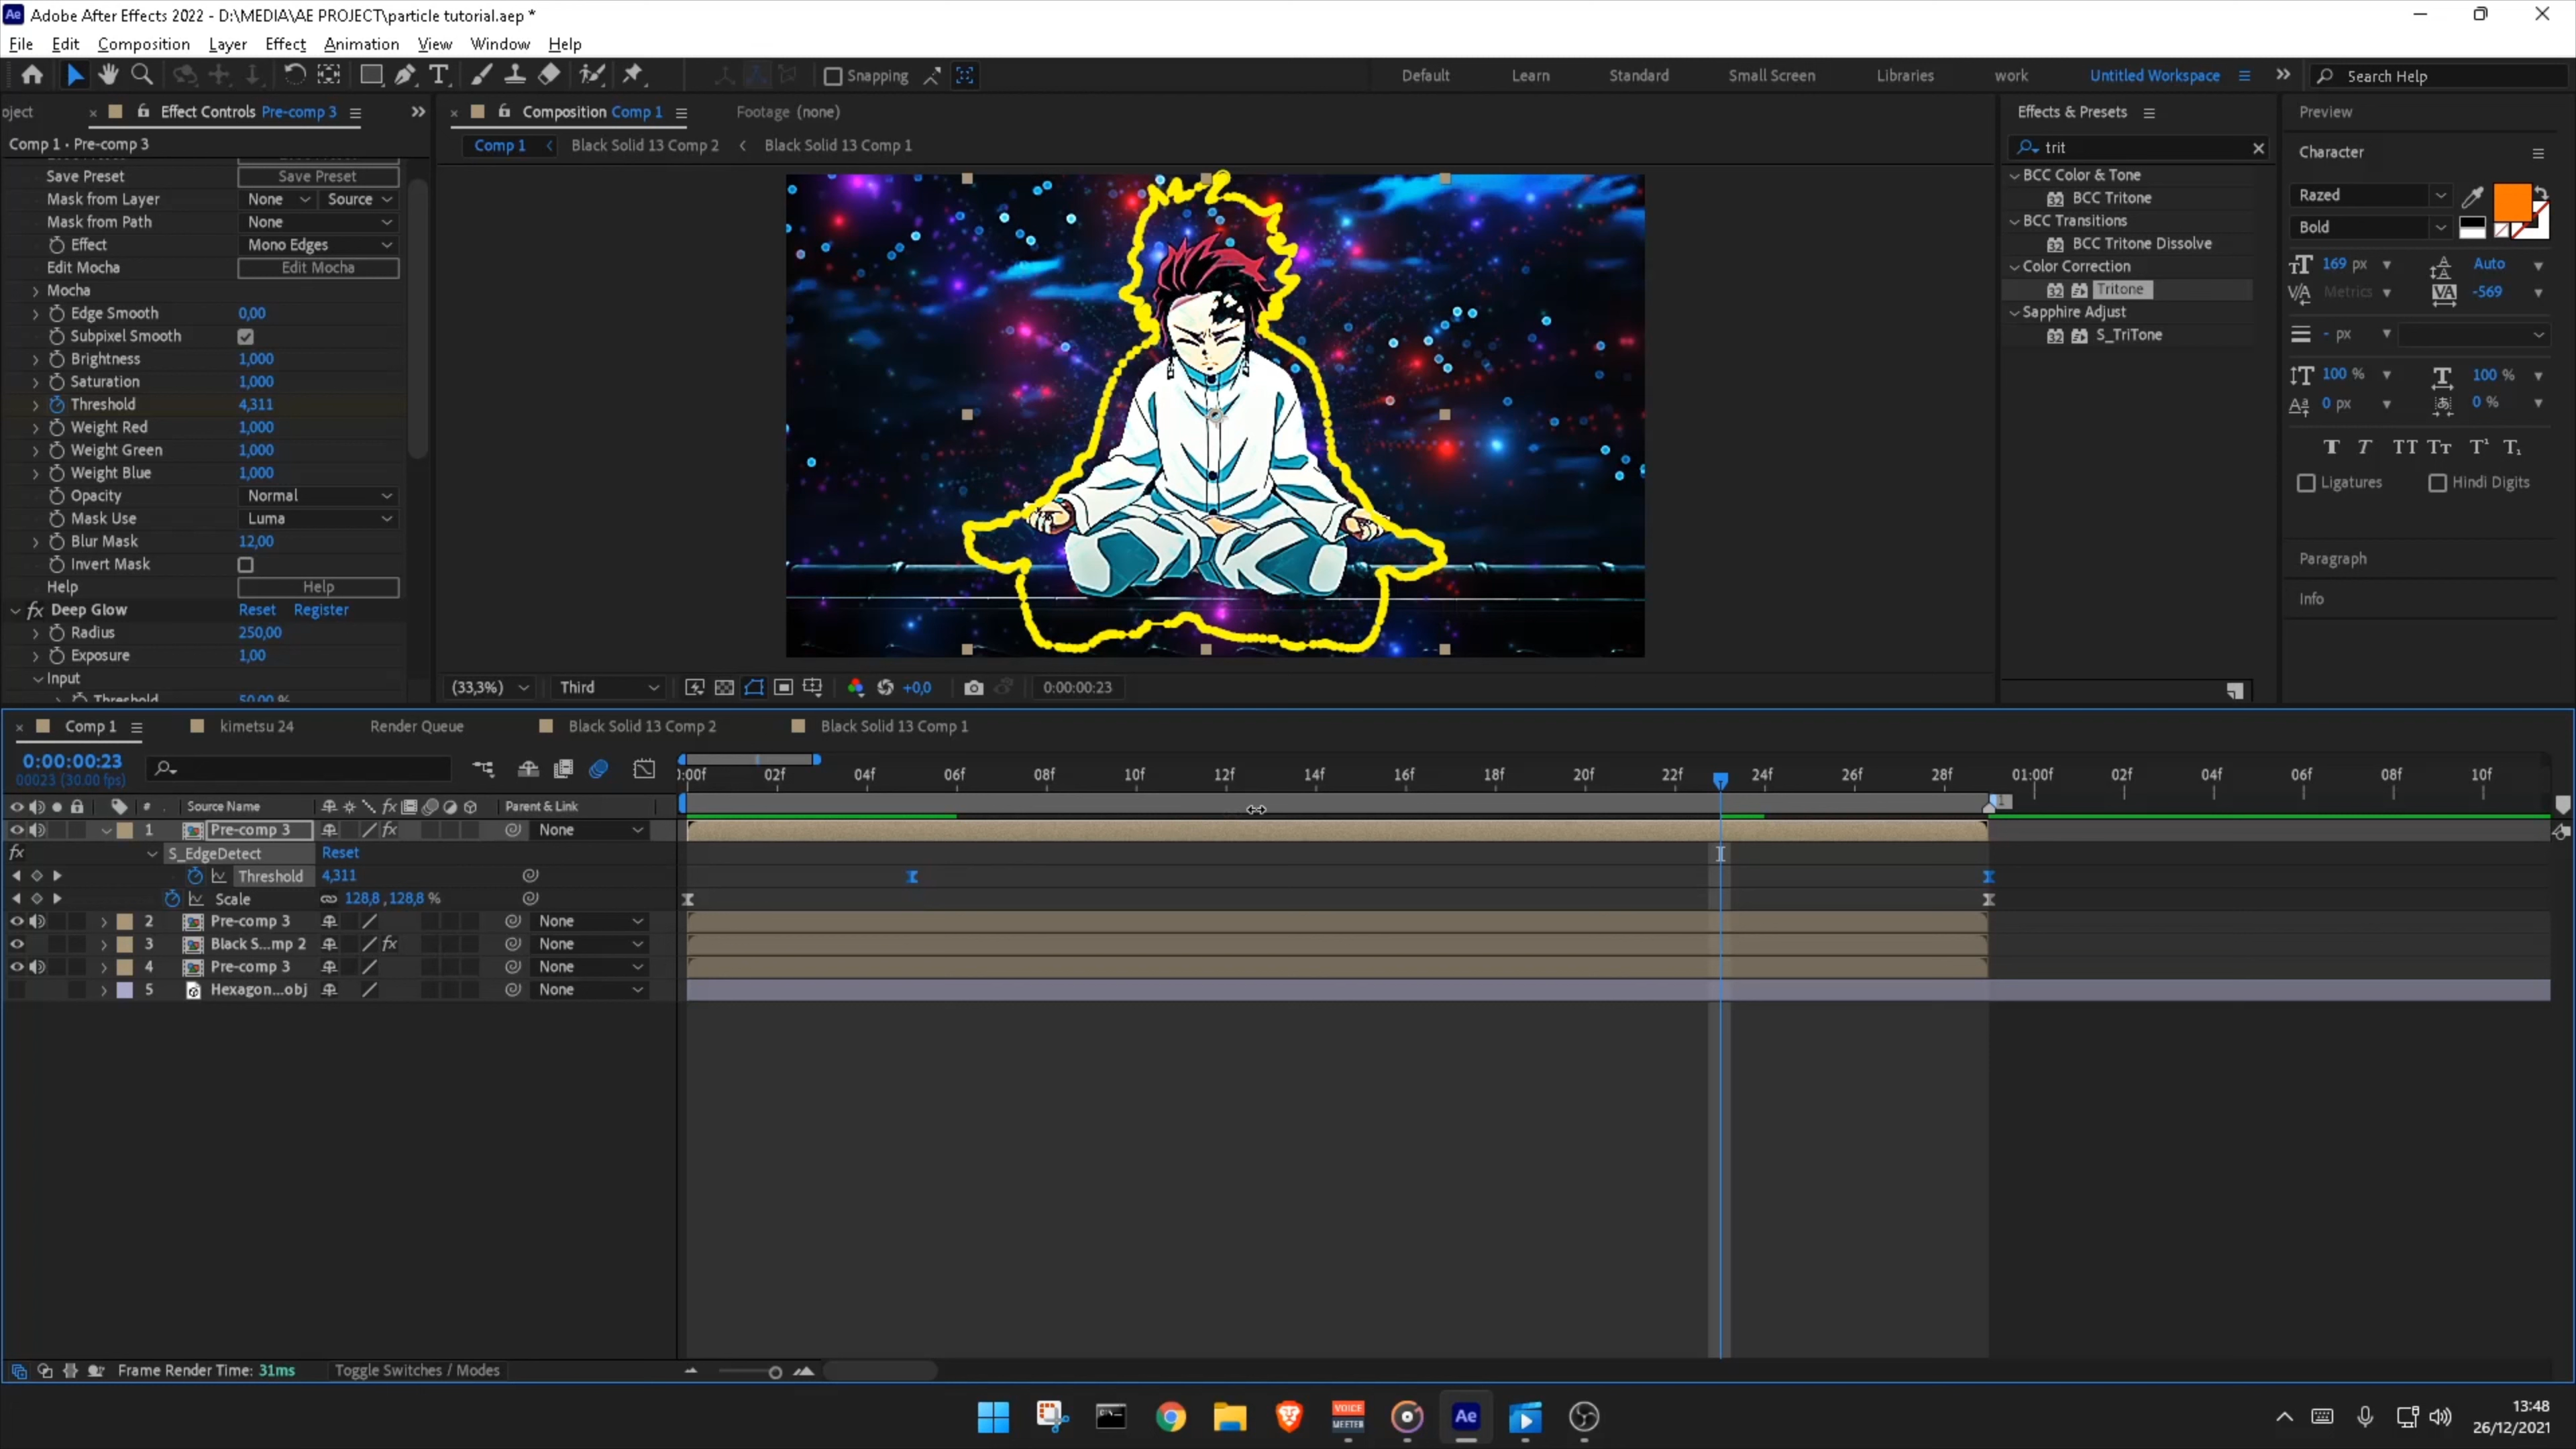 Adobe After Effects 2022 - D:\MEDIA\AE PROJECT\particle tutorial.aep *
File Edit Composition Layer Effect Animation View Window Help
Snapping Default Learn Standard Small Screen Libraries work Untitled Workspace Search Help
oject Effect Controls Pre-comp 3 Composition Comp 1 Footage (none) Effects & Presets Preview
Comp 1 • Pre-comp 3 Comp 1 Black Solid 13 Comp 2 Black Solid 13 Comp 1 trit Character
Save Preset Save Preset BCC Color & Tone
Mask from Layer None Source BCC Tritone Razed
Mask from Path None BCC Transitions Bold
Effect Mono Edges BCC Tritone Dissolve
Edit Mocha Edit Mocha Color Correction 169 px Auto
Mocha Tritone Metrics -569
Edge Smooth 0,00 Sapphire Adjust
Subpixel Smooth S_TriTone - px
Brightness 1,000
Saturation 1,000 100 % 100 %
Threshold 4,311 0 px 0 %
Weight Red 1,000
Weight Green 1,000
Weight Blue 1,000 Ligatures Hindi Digits
Opacity Normal
Mask Use Luma
Blur Mask 12,00
Invert Mask Paragraph
Help Help
Deep Glow Reset Register Info
Radius 250,00
Exposure 1,00
Input (33,3%) Third +0,0 0:00:00:23
Threshold 50,00 %
Comp 1 kimetsu 24 Render Queue Black Solid 13 Comp 2 Black Solid 13 Comp 1
0:00:00:23
00023 (30.00 fps) ):00f 02f 04f 06f 08f 10f 12f 14f 16f 18f 20f 22f 24f 26f 28f 01:00f 02f 04f 06f 08f 10f
# Source Name Parent & Link
1 Pre-comp 3 None
fx S_EdgeDetect Reset
Threshold 4,311
Scale 128,8 ,128,8 %
2 Pre-comp 3 None
3 Black S...mp 2 None
4 Pre-comp 3 None
5 Hexagon...obj None
Frame Render Time: 31ms Toggle Switches / Modes
VOICE MEETER Ae
13:48
26/12/2021